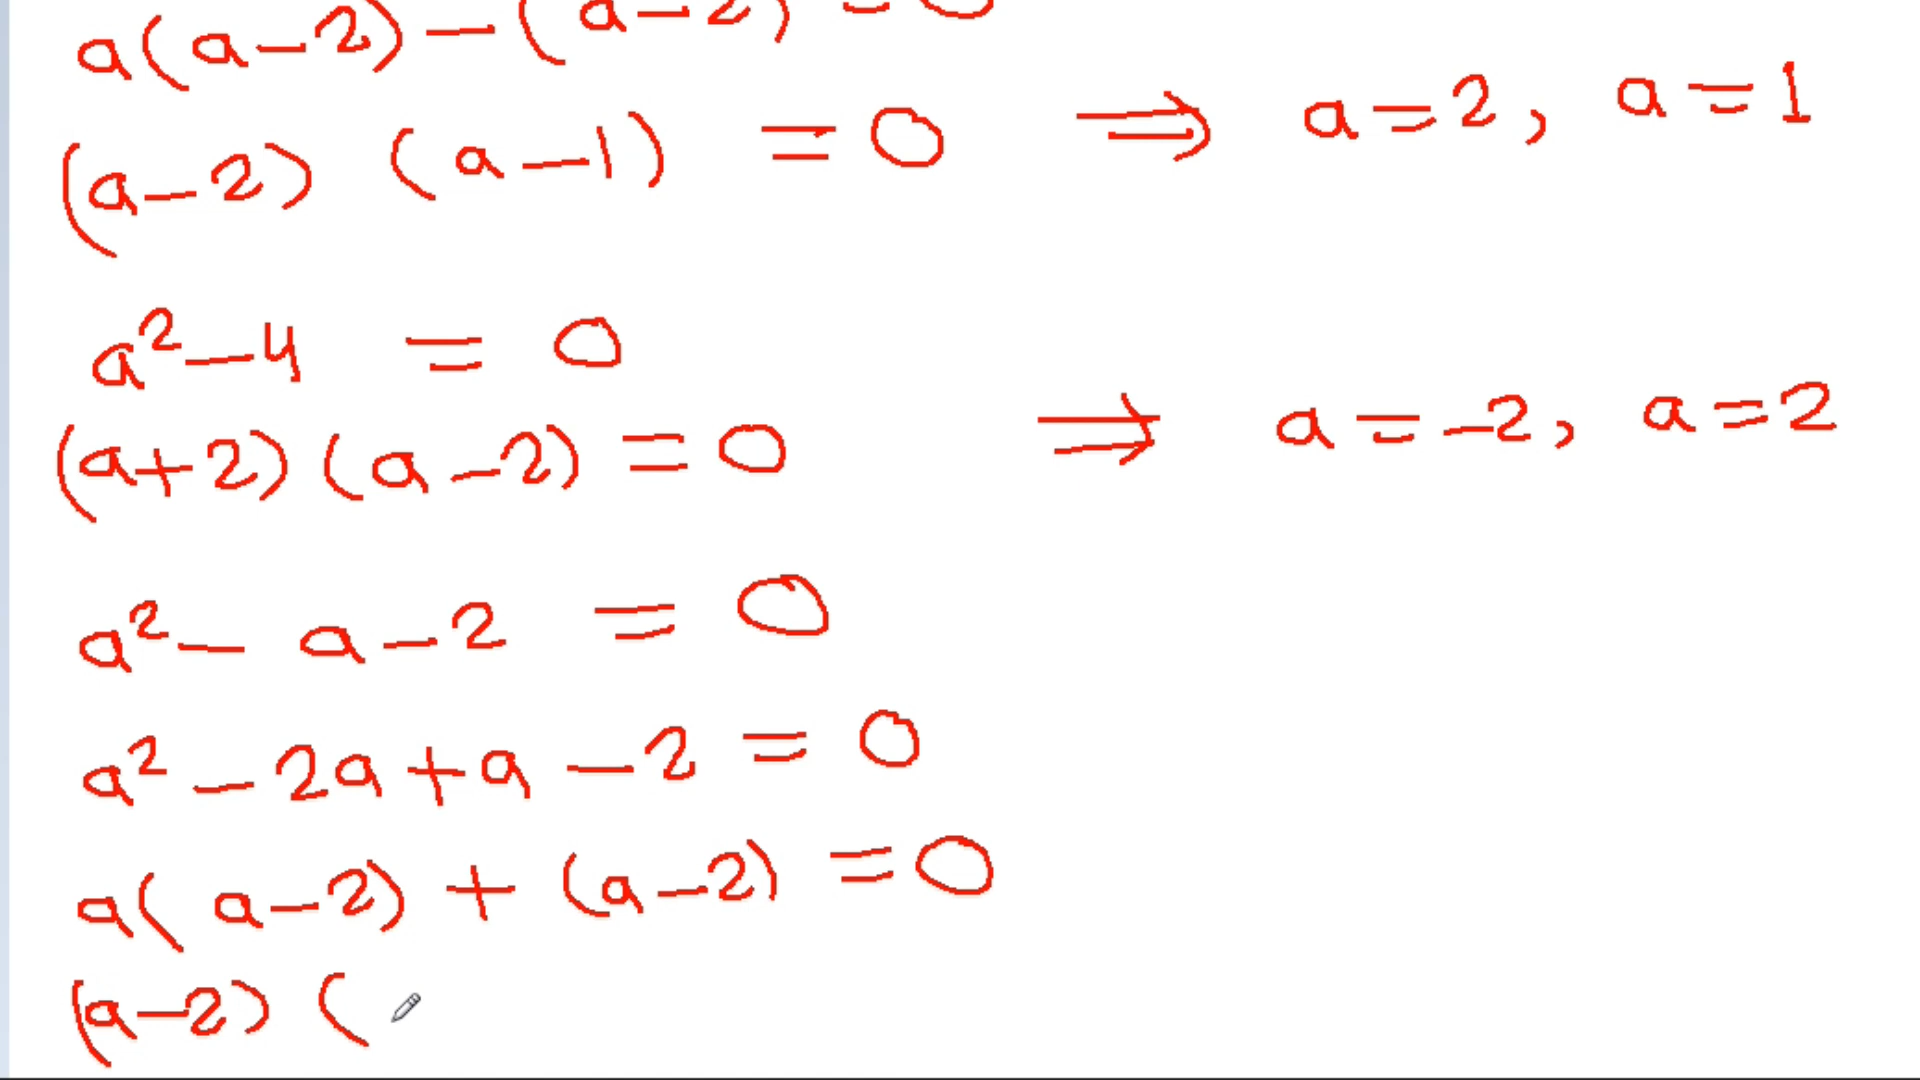 a(a-2)-(a-2)=0
(a-2) (a-1) =0 ⇒ a=2, a=1
a²-4 = 0
(a+2)(a-2)=0 ⇒ a=-2, a=2
a²- a-2 = 0
a²-2a+a-2=0
a(a-2)+(a-2)=0
(a-2)(